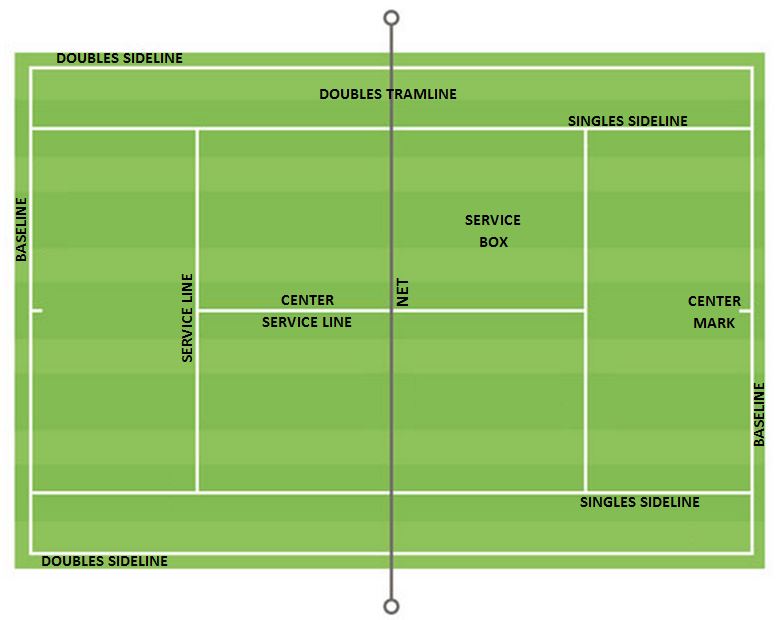 DOUBLES SIDELINE
DOUBLES TRAMLINE
SINGLES SIDELINE
BASELINE
SERVICE
BOX
SERVICE LINE
CENTER
SERVICE LINE
NET
CENTER
MARK
BASELINE
SINGLES SIDELINE
DOUBLES SIDELINE